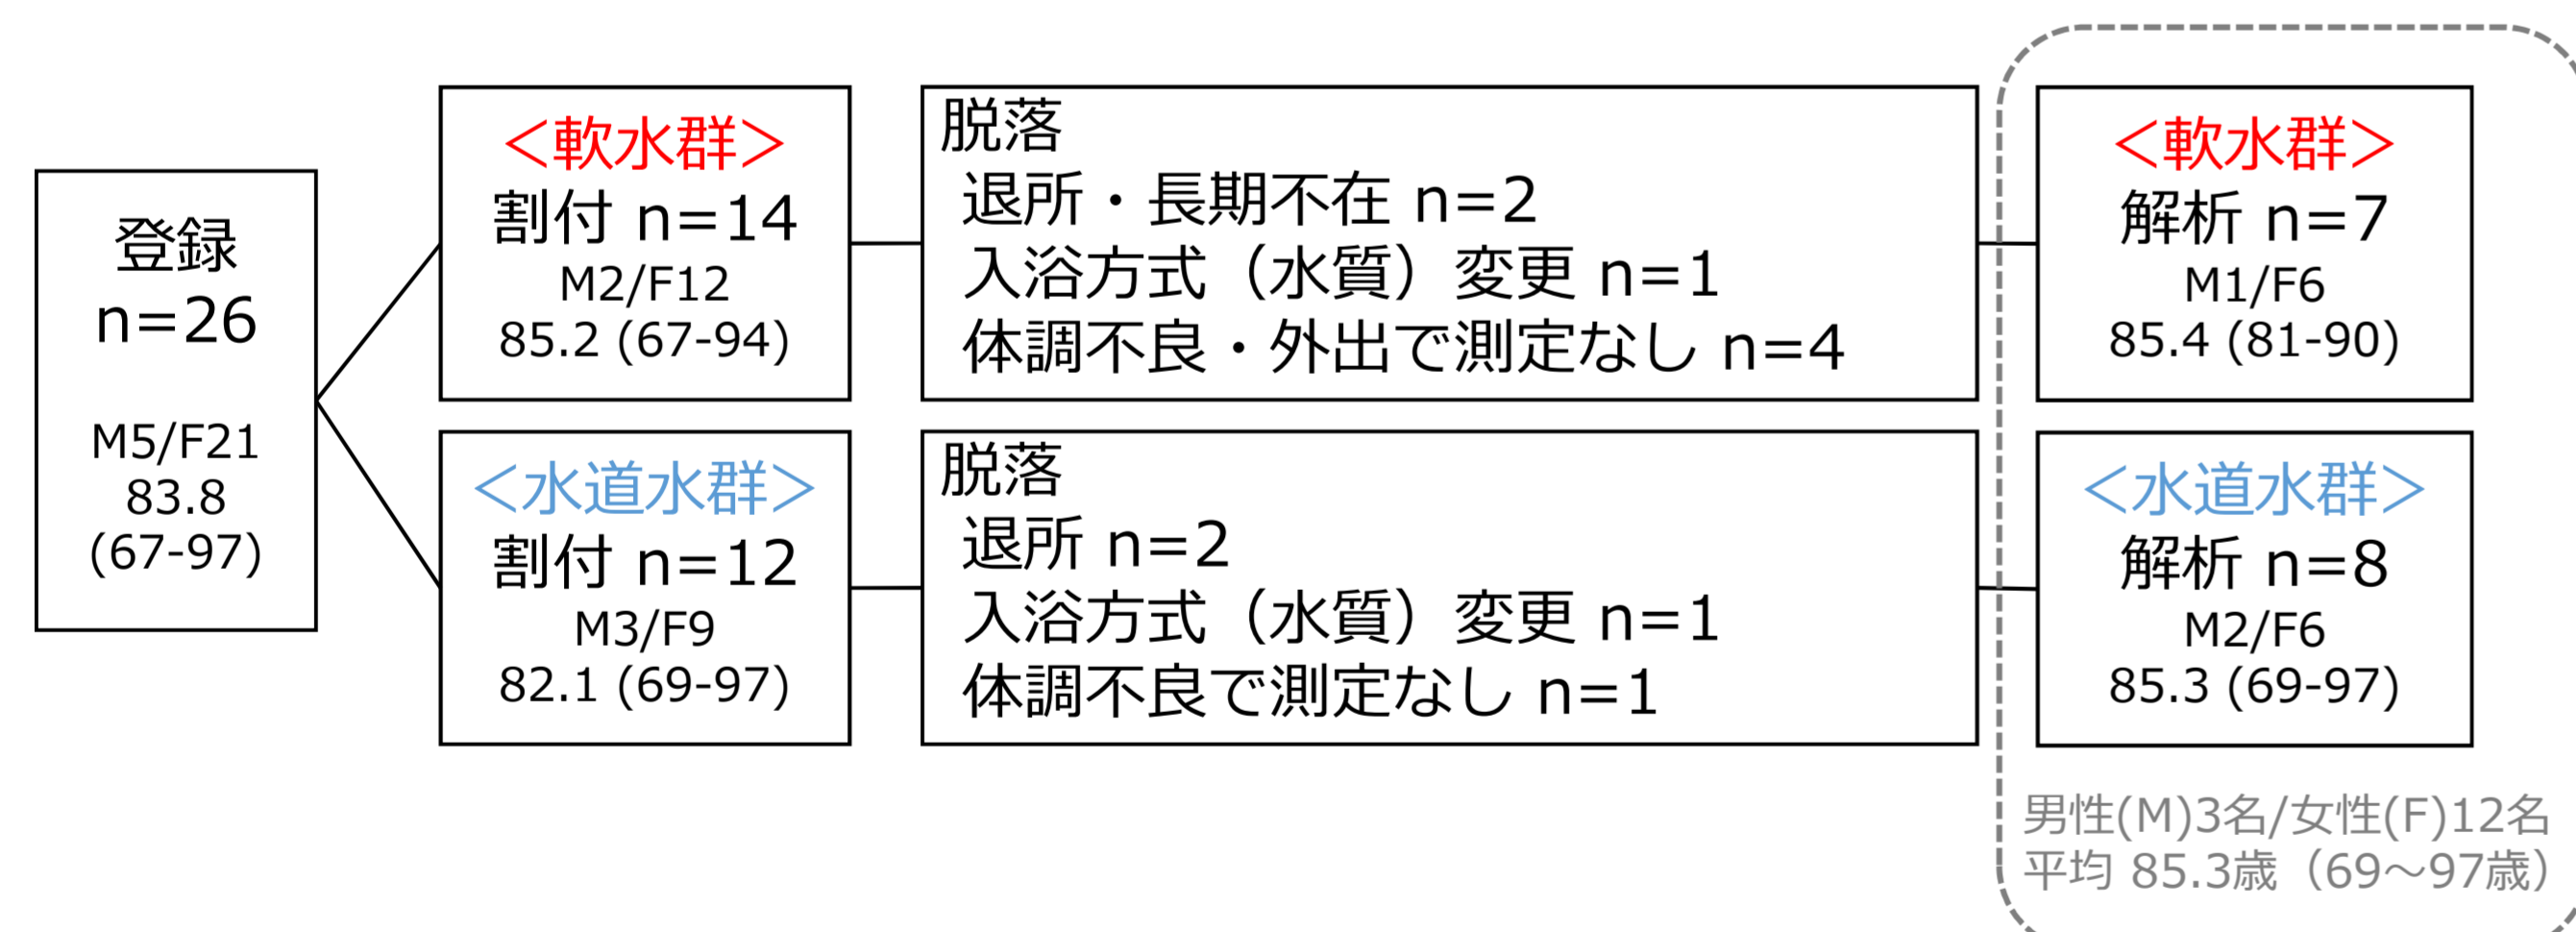 登録
n=26
M5/F21
83.8
(67-97)
<軟水群>
割付 n=14
M2/F12
85.2 (67-94)
脱落
退所・長期不在 n=2
入浴方式（水質）変更 n=1
体調不良・外出で測定なし n=4
<軟水群>
解析 n=7
M1/F6
85.4 (81-90)
<水道水群>
割付 n=12
M3/F9
82.1 (69-97)
脱落
退所 n=2
入浴方式（水質）変更 n=1
体調不良で測定なし n=1
<水道水群>
解析 n=8
M2/F6
85.3 (69-97)
男性(M)3名/女性(F)12名
平均 85.3歳（69～97歳）